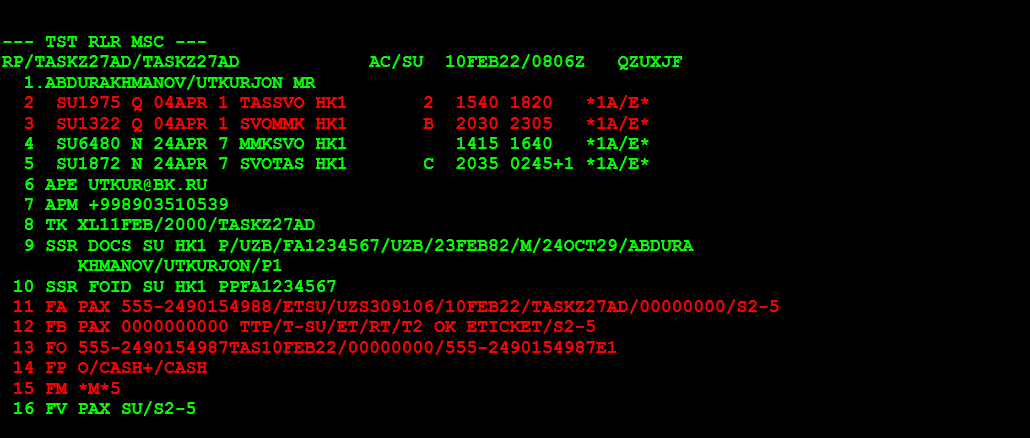 --- TST RLR MSC ---
RP/TASKZ27AD/TASKZ27AD            AC/SU  10FEB22/0806Z   QZUXJF
  1.ABDURAKHMANOV/UTKURJON MR
  2  SU1975 Q 04APR 1 TASSVO HK1       2  1540 1820   *1A/E*
  3  SU1322 Q 04APR 1 SVOMMK HK1       B  2030 2305   *1A/E*
  4  SU6480 N 24APR 7 MMKSVO HK1          1415 1640   *1A/E*
  5  SU1872 N 24APR 7 SVOTAS HK1       C  2035 0245+1 *1A/E*
  6 APE UTKUR@BK.RU
  7 APM +998903510539
  8 TK XL11FEB/2000/TASKZ27AD
  9 SSR DOCS SU HK1 P/UZB/FA1234567/UZB/23FEB82/M/24OCT29/ABDURA
       KHMANOV/UTKURJON/P1
 10 SSR FOID SU HK1 PPFA1234567
 11 FA PAX 555-2490154988/ETSU/UZS309106/10FEB22/TASKZ27AD/00000000/S2-5
 12 FB PAX 0000000000 TTP/T-SU/ET/RT/T2 OK ETICKET/S2-5
 13 FO 555-2490154987TAS10FEB22/00000000/555-2490154987E1
 14 FP O/CASH+/CASH
 15 FM *M*5
 16 FV PAX SU/S2-5